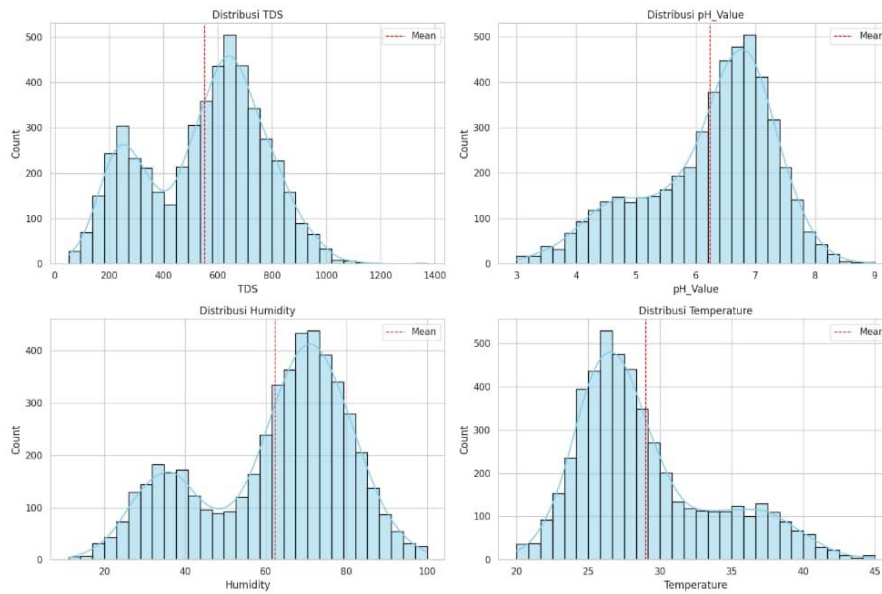 Distribusi TDS
Mean
500
400
300
200
100
0
Count
0 200 400 600 800 1000 1200 1400
TDS
Distribusi pH_Value
Mean
500
400
300
200
100
0
Count
3 4 5 6 7 8 9
pH_Value
Distribusi Humidity
Mean
400
300
200
100
0
Count
20 40 60 80 100
Humidity
Distribusi Temperature
Mean
500
400
300
200
100
0
Count
20 25 30 35 40 45
Temperature